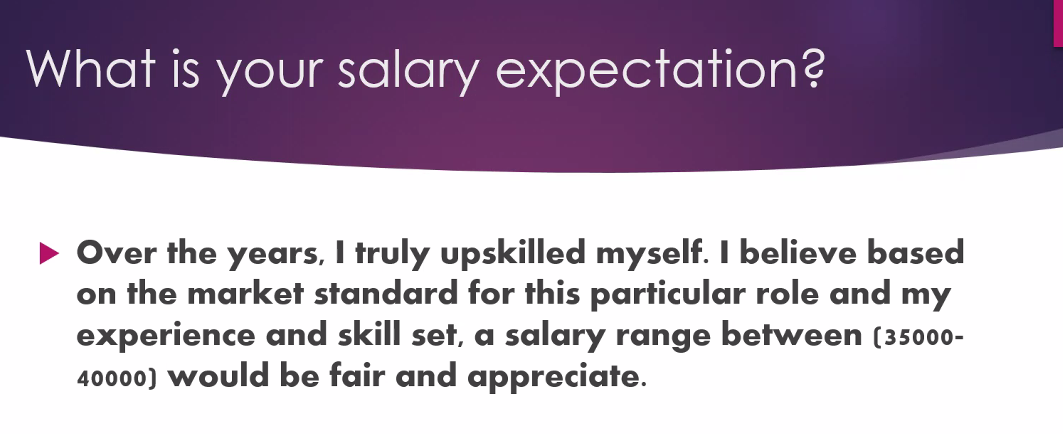 What is your salary expectation?
Over the years, I truly upskilled myself. I believe based
on the market standard for this particular role and my
experience and skill set, a salary range between (35000-
40000) would be fair and appreciate.